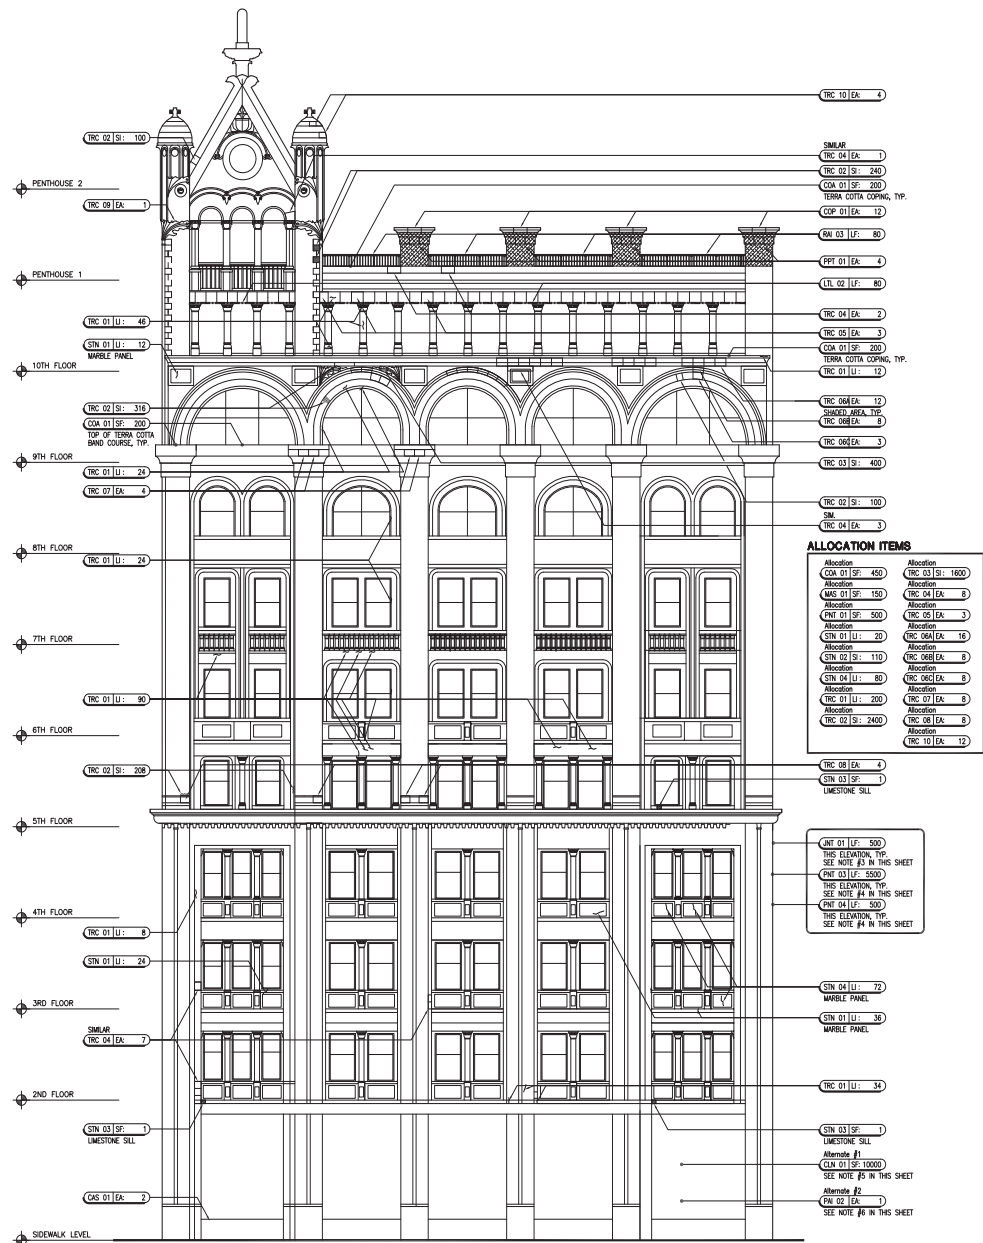 TRC 02 SI: 100
PENTHOUSE 2
TRC 09 EA: 1
PENTHOUSE 1
TRC 01 LI: 46
STN 01 LI: 12
MARBLE PANEL
10TH FLOOR
TRC 02 SI: 316
COA 01 SF: 200
TOP OF TERRA COTTA
BAND COURSE, TYP.
9TH FLOOR
TRC 01 LI: 24
TRC 07 EA: 4
8TH FLOOR
TRC 01 LI: 24
7TH FLOOR
TRC 01 LI: 90
6TH FLOOR
TRC 02 SI: 208
5TH FLOOR
4TH FLOOR
TRC 01 LI: 8
STN 01 LI: 24
3RD FLOOR
SIMILAR
TRC 04 EA: 7
2ND FLOOR
STN 03 SF: 1
LIMESTONE SILL
CAS 01 EA: 2
SIDEWALK LEVEL
TRC 10 EA: 4
SIMILAR
TRC 04 EA: 1
TRC 02 SI: 240
COA 01 SF: 200
TERRA COTTA COPING, TYP.
COP 01 EA: 12
RAI 03 LF: 80
PPT 01 EA: 4
LTL 02 LF: 80
TRC 04 EA: 2
TRC 05 EA: 3
COA 01 SF: 200
TERRA COTTA COPING, TYP.
TRC 01 LI: 12
TRC 06A EA: 12
SHADED AREA, TYP.
TRC 06B EA: 8
TRC 06C EA: 3
TRC 03 SI: 400
TRC 02 SI: 100
SIM.
TRC 04 EA: 3
ALLOCATION ITEMS
Allocation
COA 01 SF: 450
Allocation
MAS 01 SF: 150
Allocation
PNT 01 SF: 500
Allocation
STN 01 LI: 20
Allocation
STN 02 SI: 110
Allocation
STN 04 LI: 80
Allocation
TRC 01 LI: 200
Allocation
TRC 02 SI: 2400
Allocation
TRC 03 SI: 1600
Allocation
TRC 04 EA: 8
Allocation
TRC 05 EA: 3
Allocation
TRC 06A EA: 16
Allocation
TRC 06B EA: 8
Allocation
TRC 06C EA: 8
Allocation
TRC 07 EA: 8
Allocation
TRC 08 EA: 8
Allocation
TRC 10 EA: 12
TRC 08 EA: 4
STN 03 SF: 1
LIMESTONE SILL
JNT 01 LF: 500
THIS ELEVATION, TYP.
SEE NOTE #3 IN THIS SHEET
PNT 03 LF: 5500
THIS ELEVATION, TYP.
SEE NOTE #4 IN THIS SHEET
PNT 04 LF: 500
THIS ELEVATION, TYP.
SEE NOTE #4 IN THIS SHEET
STN 04 LI: 72
MARBLE PANEL
STN 01 LI: 36
MARBLE PANEL
TRC 01 LI: 34
STN 03 SF: 1
LIMESTONE SILL
Alternate #1
CLN 01 SF: 10000
SEE NOTE #5 IN THIS SHEET
Alternate #2
PAI 02 EA: 1
SEE NOTE #6 IN THIS SHEET